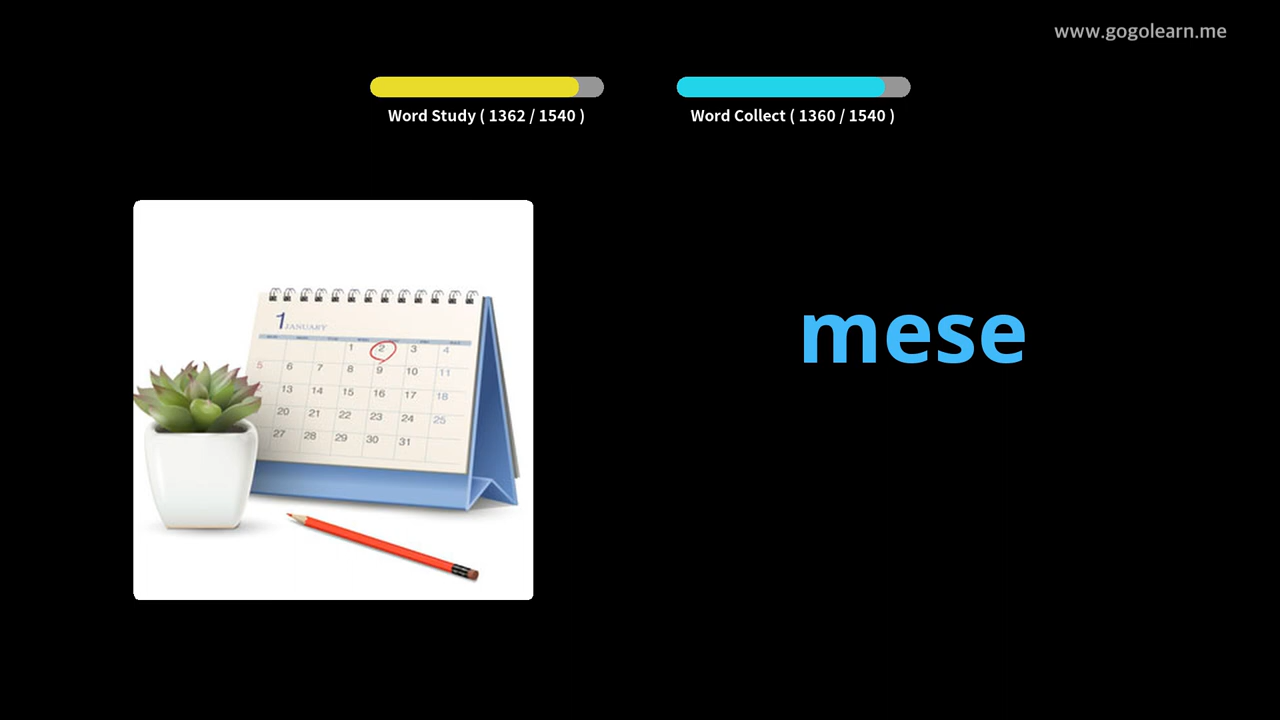 www.gogolearn.me
Word Study ( 1362 / 1540 )
Word Collect ( 1360 / 1540 )
mese
1 JANUARY
1 2 3 4
5 6 7 8 9 10 11
2 13 14 15 16 17 18
20 21 22 23 24 25
27 28 29 30 31